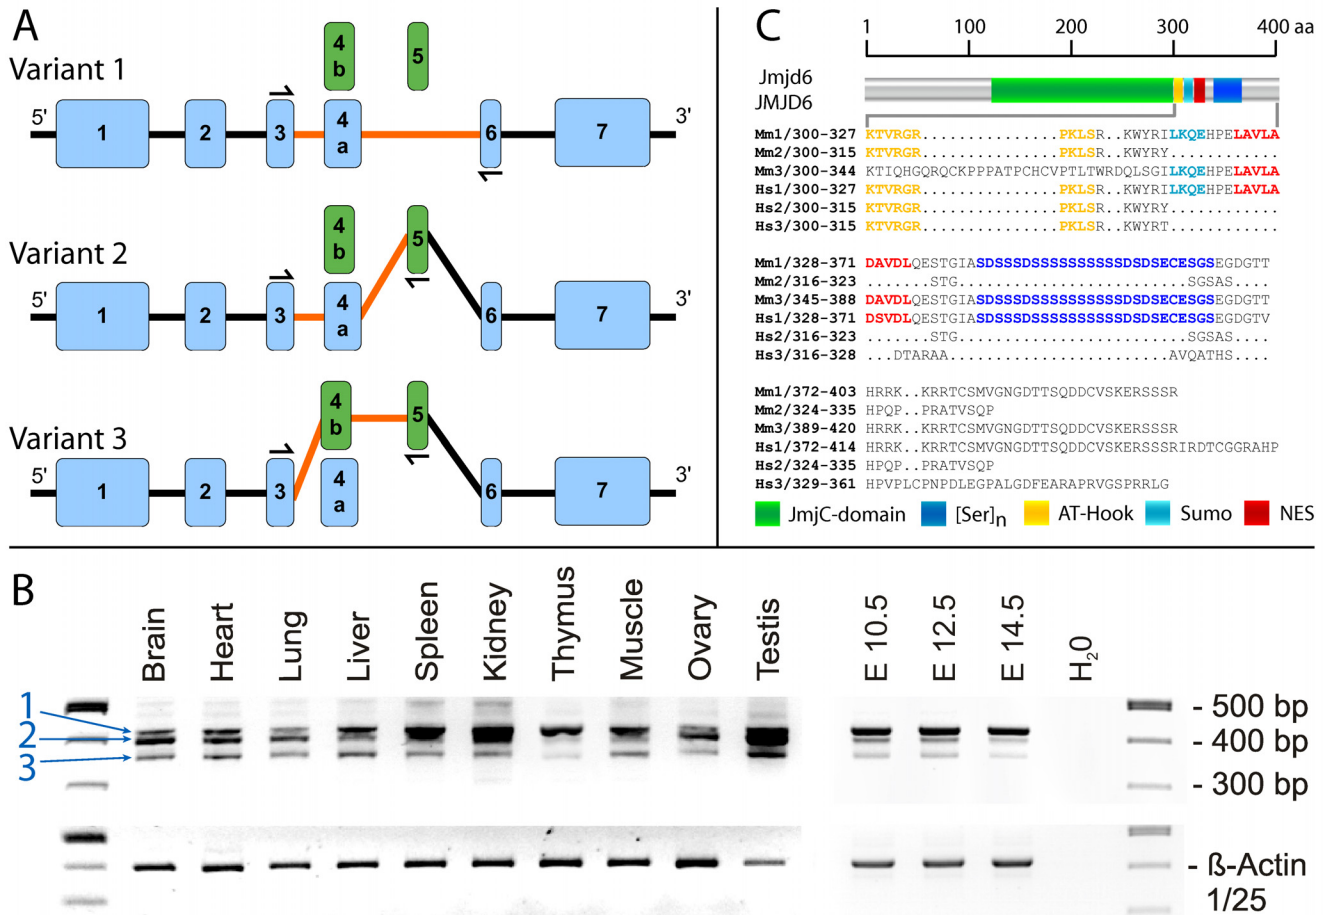 A
Variant 1
4
b
5
5'
1
2
3
4
a
6
7
3'
Variant 2
4
b
5
5'
1
2
3
4
a
6
7
3'
Variant 3
4
b
5
5'
1
2
3
4
a
6
7
3'
C
1 100 200 300 400 aa
Jmjd6
JMJD6
Mm1/300-327 KTVRGR...............PKLSR..KWYRILKQEHPELAVLA
Mm2/300-315 KTVRGR...............PKLSR..KWYRY............
Mm3/300-344 KTIQHGQRQCKPPPATPCHCVPTLTWRDQLSGILKQEHPELAVLA
Hs1/300-327 KTVRGR...............PKLSR..KWYRILKQEHPELAVLA
Hs2/300-315 KTVRGR...............PKLSR..KWYRY............
Hs3/300-315 KTVRGR...............PKLSR..KWYRT............
Mm1/328-371 DAVDLQESTGIASDSSSDSSSSSSSSSSDSDSECESGSEGDGTT
Mm2/316-323 .......STG.........................SGSAS....
Mm3/345-388 DAVDLQESTGIASDSSSDSSSSSSSSSSDSDSECESGSEGDGTT
Hs1/328-371 DSVDLQESTGIASDSSSDSSSSSSSSSSDSDSECESGSEGDGTV
Hs2/316-323 .......STG.........................SGSAS....
Hs3/316-328 ...DTARAA........................AVQATHS....
Mm1/372-403 HRRK..KRRTCSMVGNGDTTSQDDCVSKERSSSR
Mm2/324-335 HPQP..PRATVSQP
Mm3/389-420 HRRK..KRRTCSMVGNGDTTSQDDCVSKERSSSR
Hs1/372-414 HRRK..KRRTCSMVGNGDTTSQDDCVSKERSSSRIRDTCGGRAHP
Hs2/324-335 HPQP..PRATVSQP
Hs3/329-361 HPVPLCPNPDLEGPALGDFEARAPRVGSPRRLG
JmjC-domain [Ser]n AT-Hook Sumo NES
B
Brain
Heart
Lung
Liver
Spleen
Kidney
Thymus
Muscle
Ovary
Testis
E 10.5
E 12.5
E 14.5
H20
1
2
3
- 500 bp
- 400 bp
- 300 bp
- ß-Actin
1/25